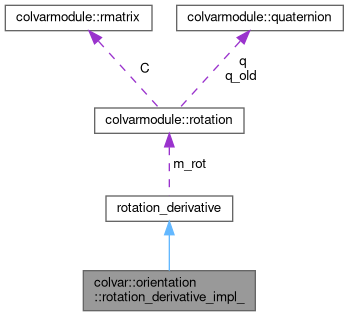 colvarmodule::rmatrix
colvarmodule::quaternion
C
q
q_old
colvarmodule::rotation
m_rot
rotation_derivative
colvar::orientation
::rotation_derivative_impl_